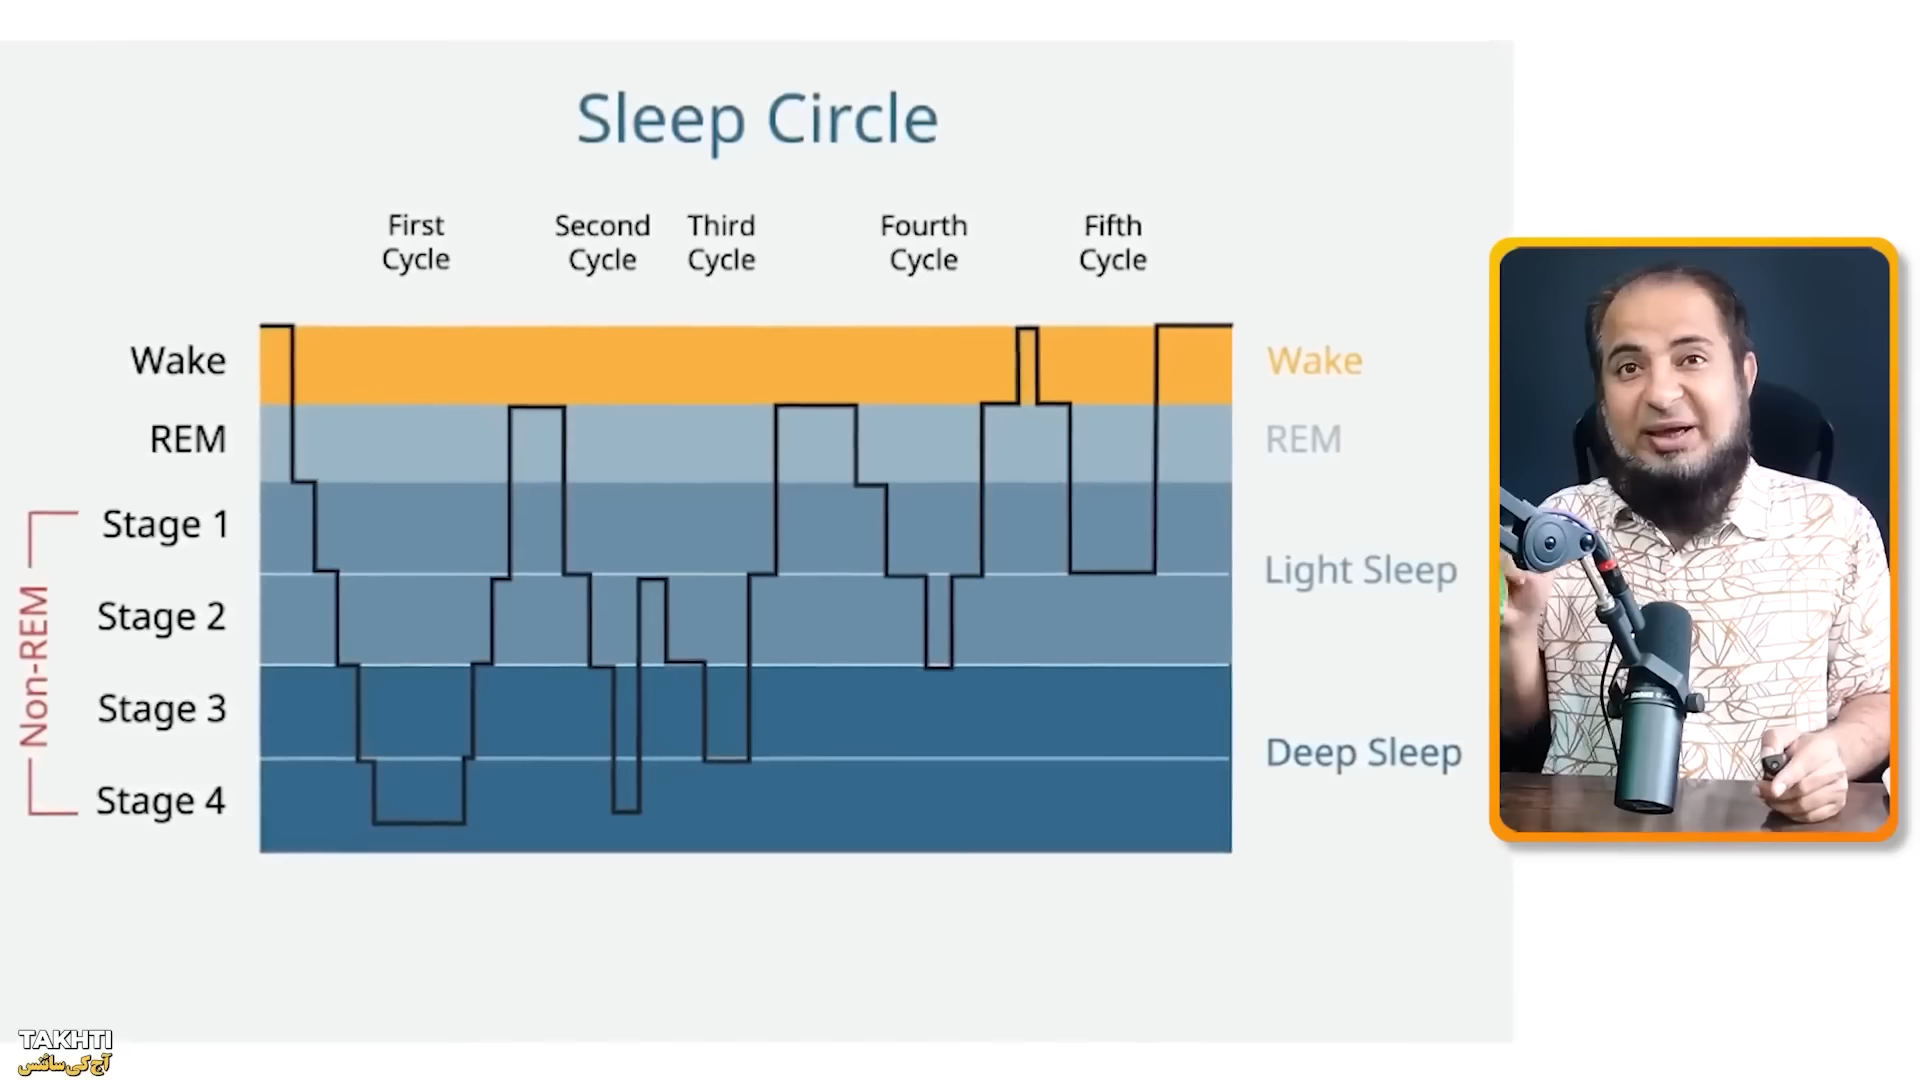 Sleep Circle
First
Cycle
Second
Cycle
Third
Cycle
Fourth
Cycle
Fifth
Cycle
Wake
REM
Stage 1
Stage 2
Stage 3
Stage 4
Non-REM
Wake
REM
Light Sleep
Deep Sleep
TAKHTI
آج کی سائنس